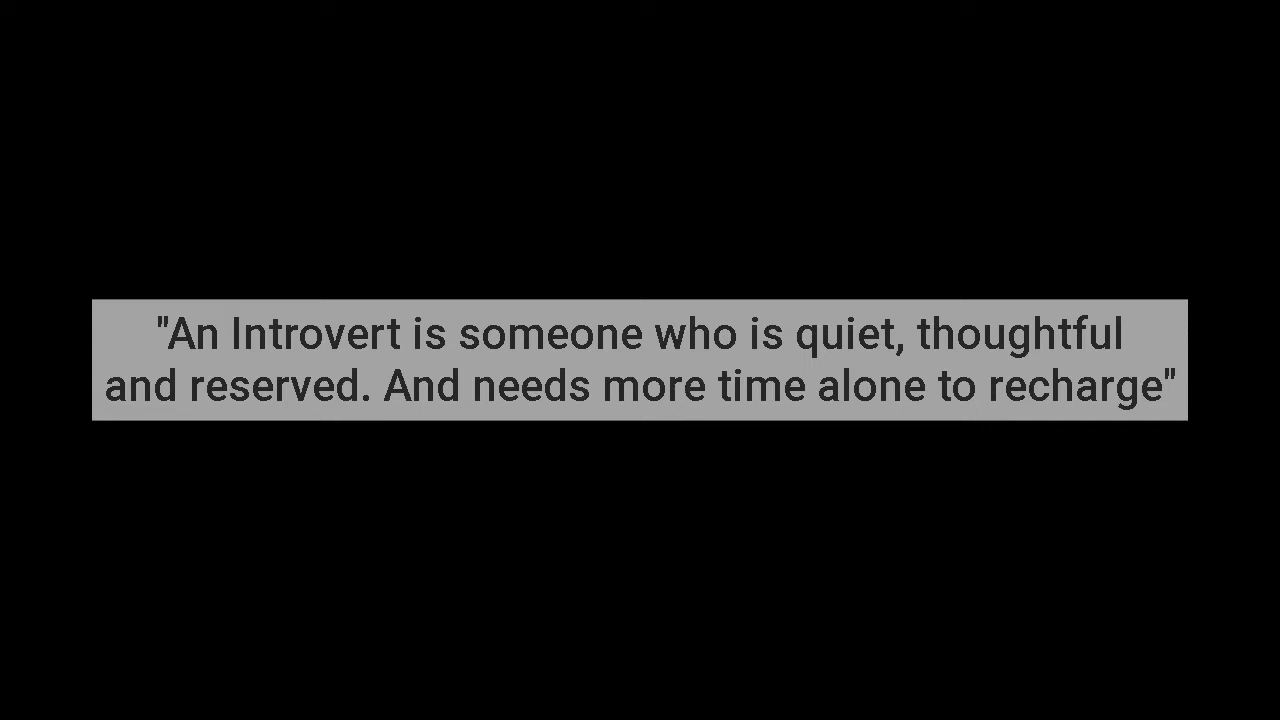 "An Introvert is someone who is quiet, thoughtful
and reserved. And needs more time alone to recharge"